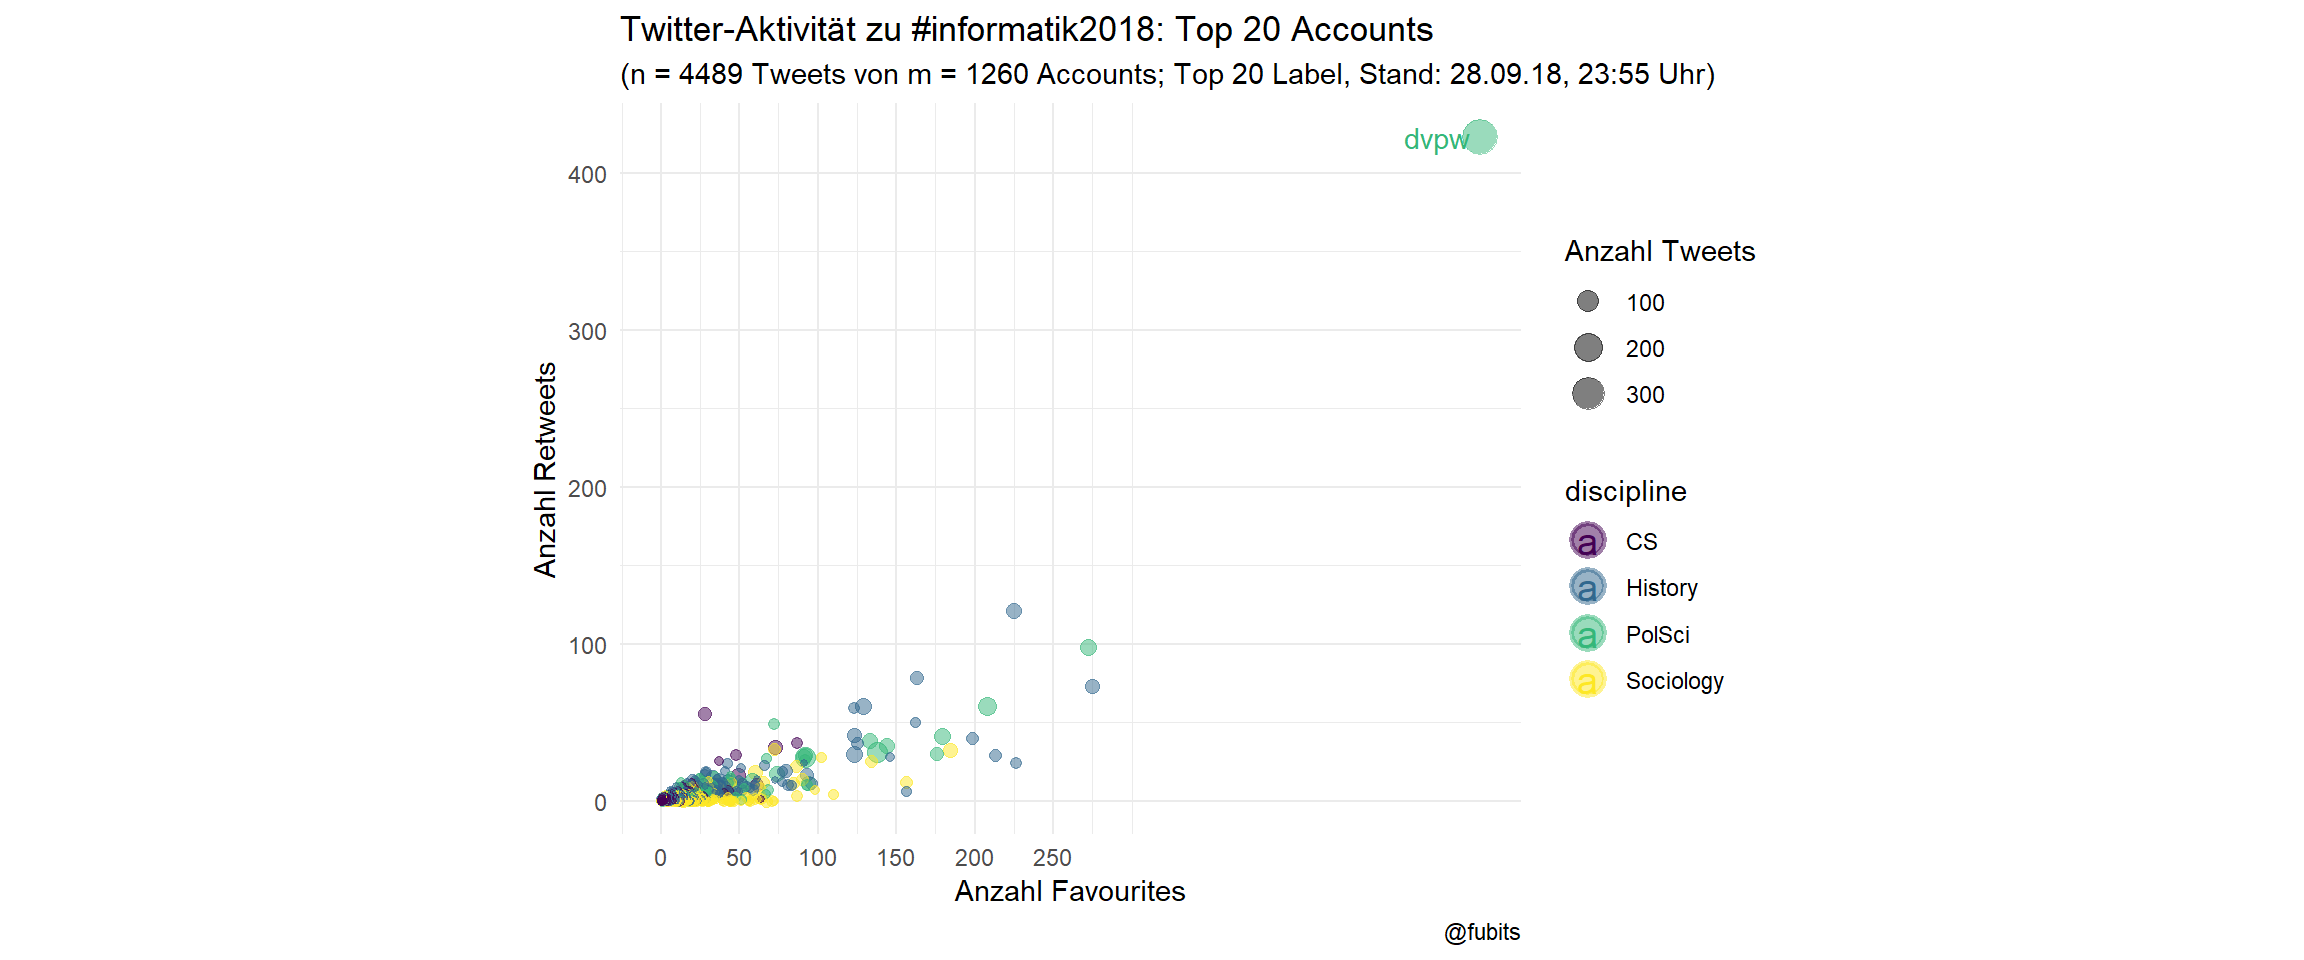 Twitter-Aktivität zu #informatik2018: Top 20 Accounts
(n = 4489 Tweets von m = 1260 Accounts; Top 20 Label, Stand: 28.09.18, 23:55 Uhr)
dvpw
400
300
200
100
0
Anzahl Retweets
0 50 100 150 200 250
Anzahl Favourites
Anzahl Tweets
100
200
300
discipline
a CS
a History
a PolSci
a Sociology
@fubits